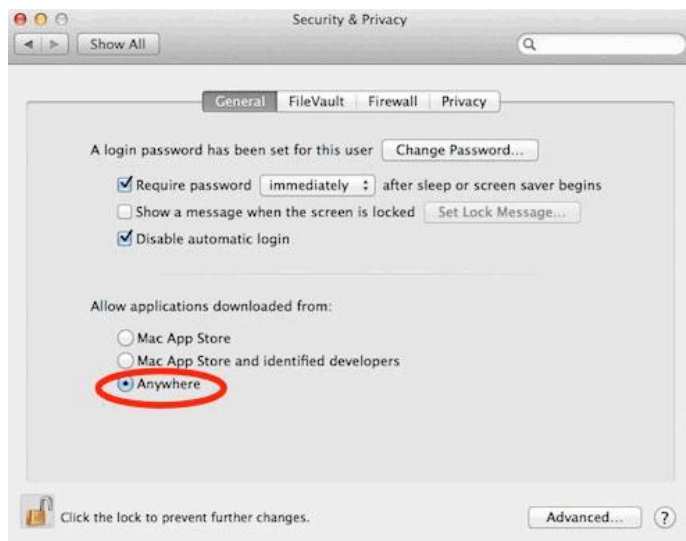 Security & Privacy
Show All
General FileVault Firewall Privacy
A login password has been set for this user Change Password...
Require password immediately after sleep or screen saver begins
Show a message when the screen is locked Set Lock Message...
Disable automatic login
Allow applications downloaded from:
Mac App Store
Mac App Store and identified developers
Anywhere
Click the lock to prevent further changes. Advanced... ?